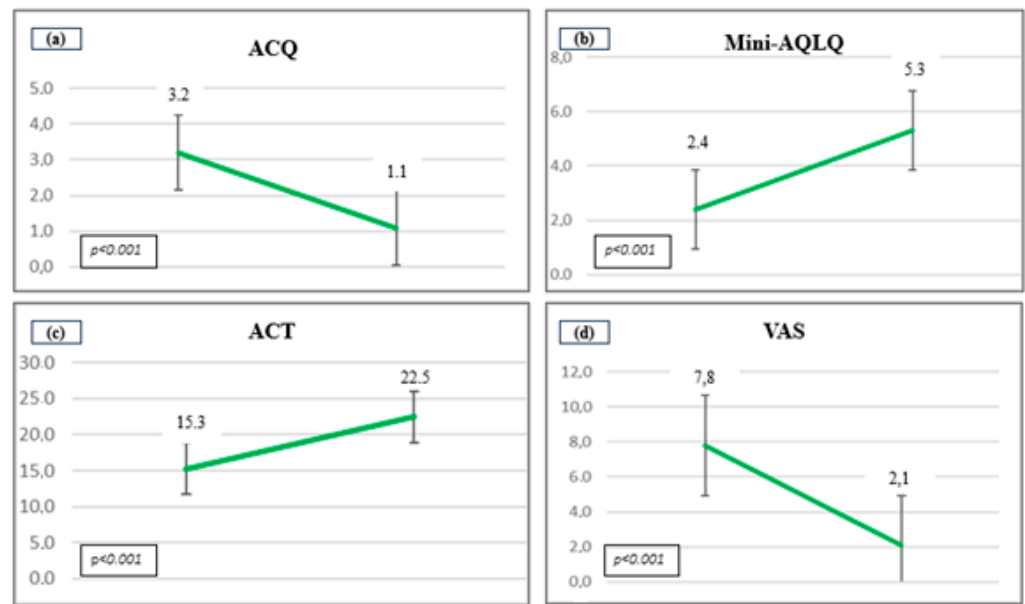 (a)
ACQ
5.0
4,0
3,0
2.0
1.0
0,0
3.2
1.1
p<0.001
(b)
Mini-AQLQ
8,0
6.0
4.0
2,0
0.0
2.4
5.3
p<0.001
(c)
ACT
30.0
25.0
20.0
15,0
10,0
5.0
0.0
15.3
22.5
p<0.001
(d)
VAS
12,0
10,0
8,0
6,0
4,0
2,0
0,0
7,8
2,1
p<0.001